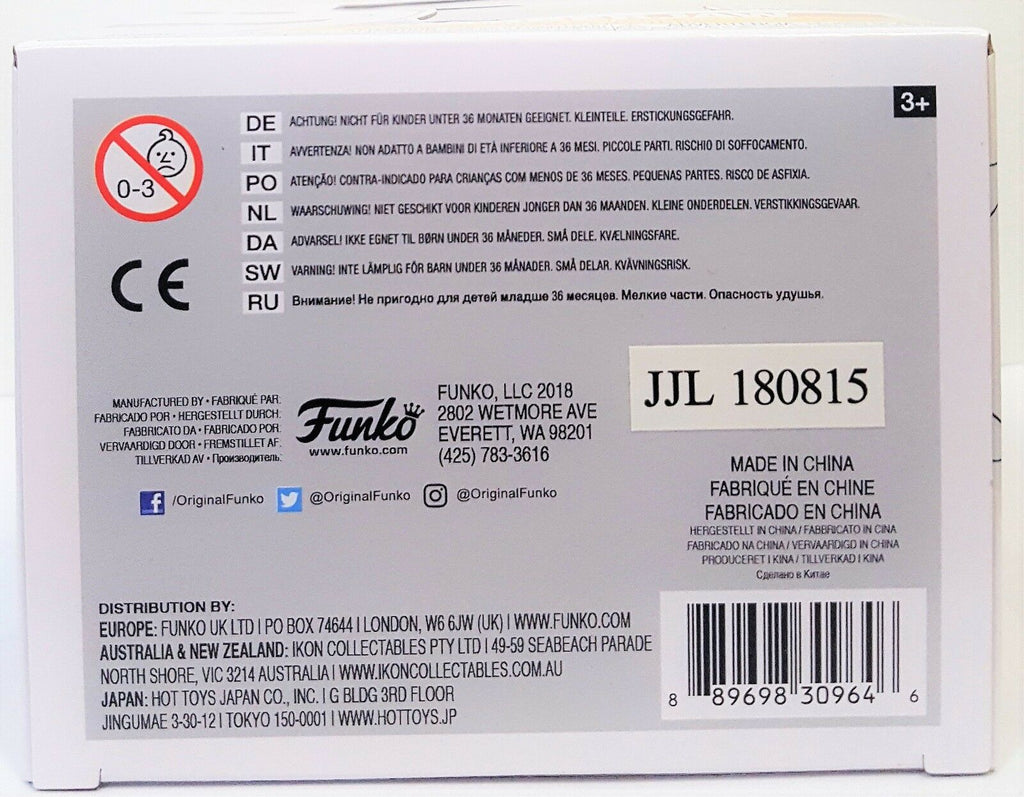 3+
0-3
DE ACHTUNG! NICHT FÜR KINDER UNTER 36 MONATEN GEEIGNET. KLEINTEILE. ERSTICKUNGSGEFAHR.
IT AVVERTENZA! NON ADATTO A BAMBINI DI ETÀ INFERIORE A 36 MESI. PICCOLE PARTI. RISCHIO DI SOFFOCAMENTO.
PO ATENÇÃO! CONTRA-INDICADO PARA CRIANÇAS COM MENOS DE 36 MESES. PEQUENAS PARTES. RISCO DE ASFIXIA.
NL WAARSCHUWING! NIET GESCHIKT VOOR KINDEREN JONGER DAN 36 MAANDEN. KLEINE ONDERDELEN. VERSTIKKINGSGEVAAR.
DA ADVARSEL! IKKE EGNET TIL BØRN UNDER 36 MÅNEDER. SMÅ DELE. KVÆLNINGSFARE.
SW VARNING! INTE LÄMPLIG FÖR BARN UNDER 36 MÅNADER. SMÅ DELAR. KVÄVNINGSRISK.
RU Внимание! Не пригодно для детей младше 36 месяцев. Мелкие части. Опасность удушья.
CE
MANUFACTURED BY • FABRIQUÉ PAR.
FABRICADO POR • HERGESTELLT DURCH.
FABBRICATO DA • FABRICADO POR.
VERVAARDIGD DOOR • FREMSTILLET AF.
TILLVERKAD AV • Производитель:
Funko
www.funko.com
FUNKO, LLC 2018
2802 WETMORE AVE
EVERETT, WA 98201
(425) 783-3616
JJL 180815
/OriginalFunko @OriginalFunko @OriginalFunko
MADE IN CHINA
FABRIQUÉ EN CHINE
FABRICADO EN CHINA
HERGESTELLT IN CHINA / FABBRICATO IN CINA
FABRICADO NA CHINA / VERVAARDIGD IN CHINA
PRODUCERET I KINA / TILLVERKAD I KINA
Сделано в Китае
DISTRIBUTION BY:
EUROPE: FUNKO UK LTD | PO BOX 74644 | LONDON, W6 6JW (UK) | WWW.FUNKO.COM
AUSTRALIA & NEW ZEALAND: IKON COLLECTABLES PTY LTD | 49-59 SEABEACH PARADE
NORTH SHORE, VIC 3214 AUSTRALIA | WWW.IKONCOLLECTABLES.COM.AU
JAPAN: HOT TOYS JAPAN CO., INC. | G BLDG 3RD FLOOR
JINGUMAE 3-30-12 | TOKYO 150-0001 | WWW.HOTTOYS.JP
8 89698 30964 6